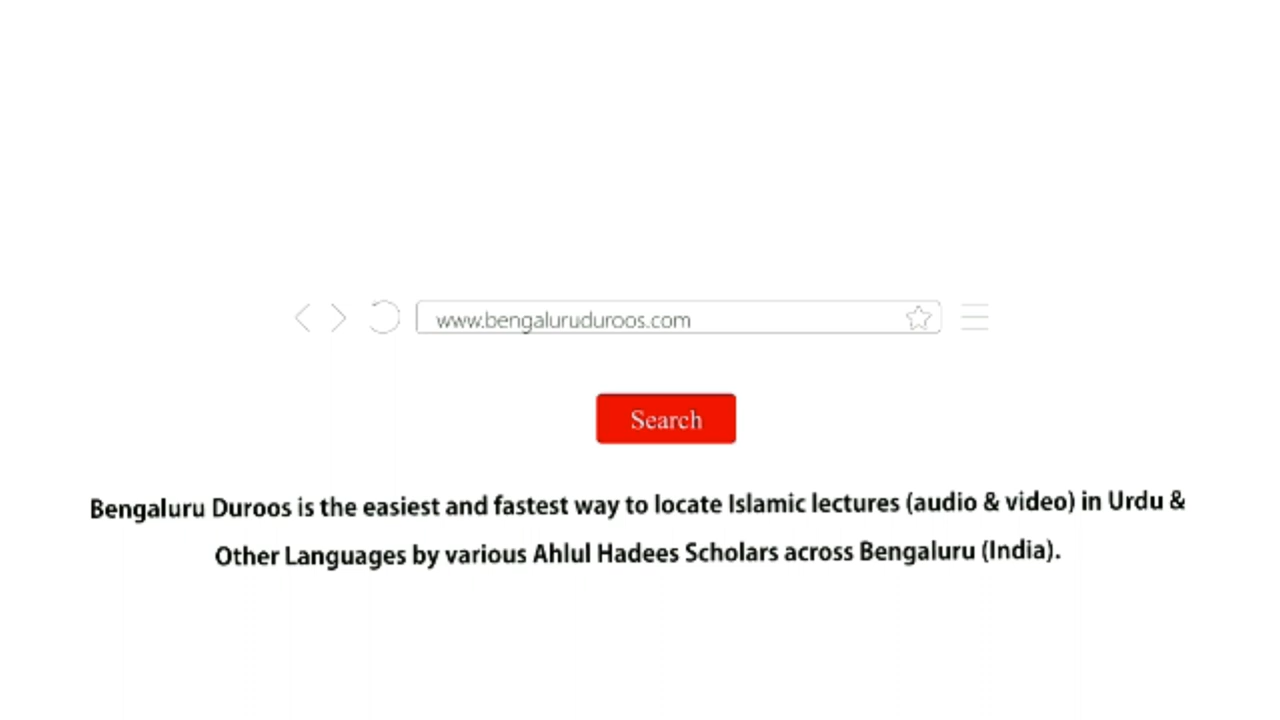 www.bengaluruduroos.com
Search
Bengaluru Duroos is the easiest and fastest way to locate Islamic lectures (audio & video) in Urdu &
Other Languages by various Ahlul Hadees Scholars across Bengaluru (India).